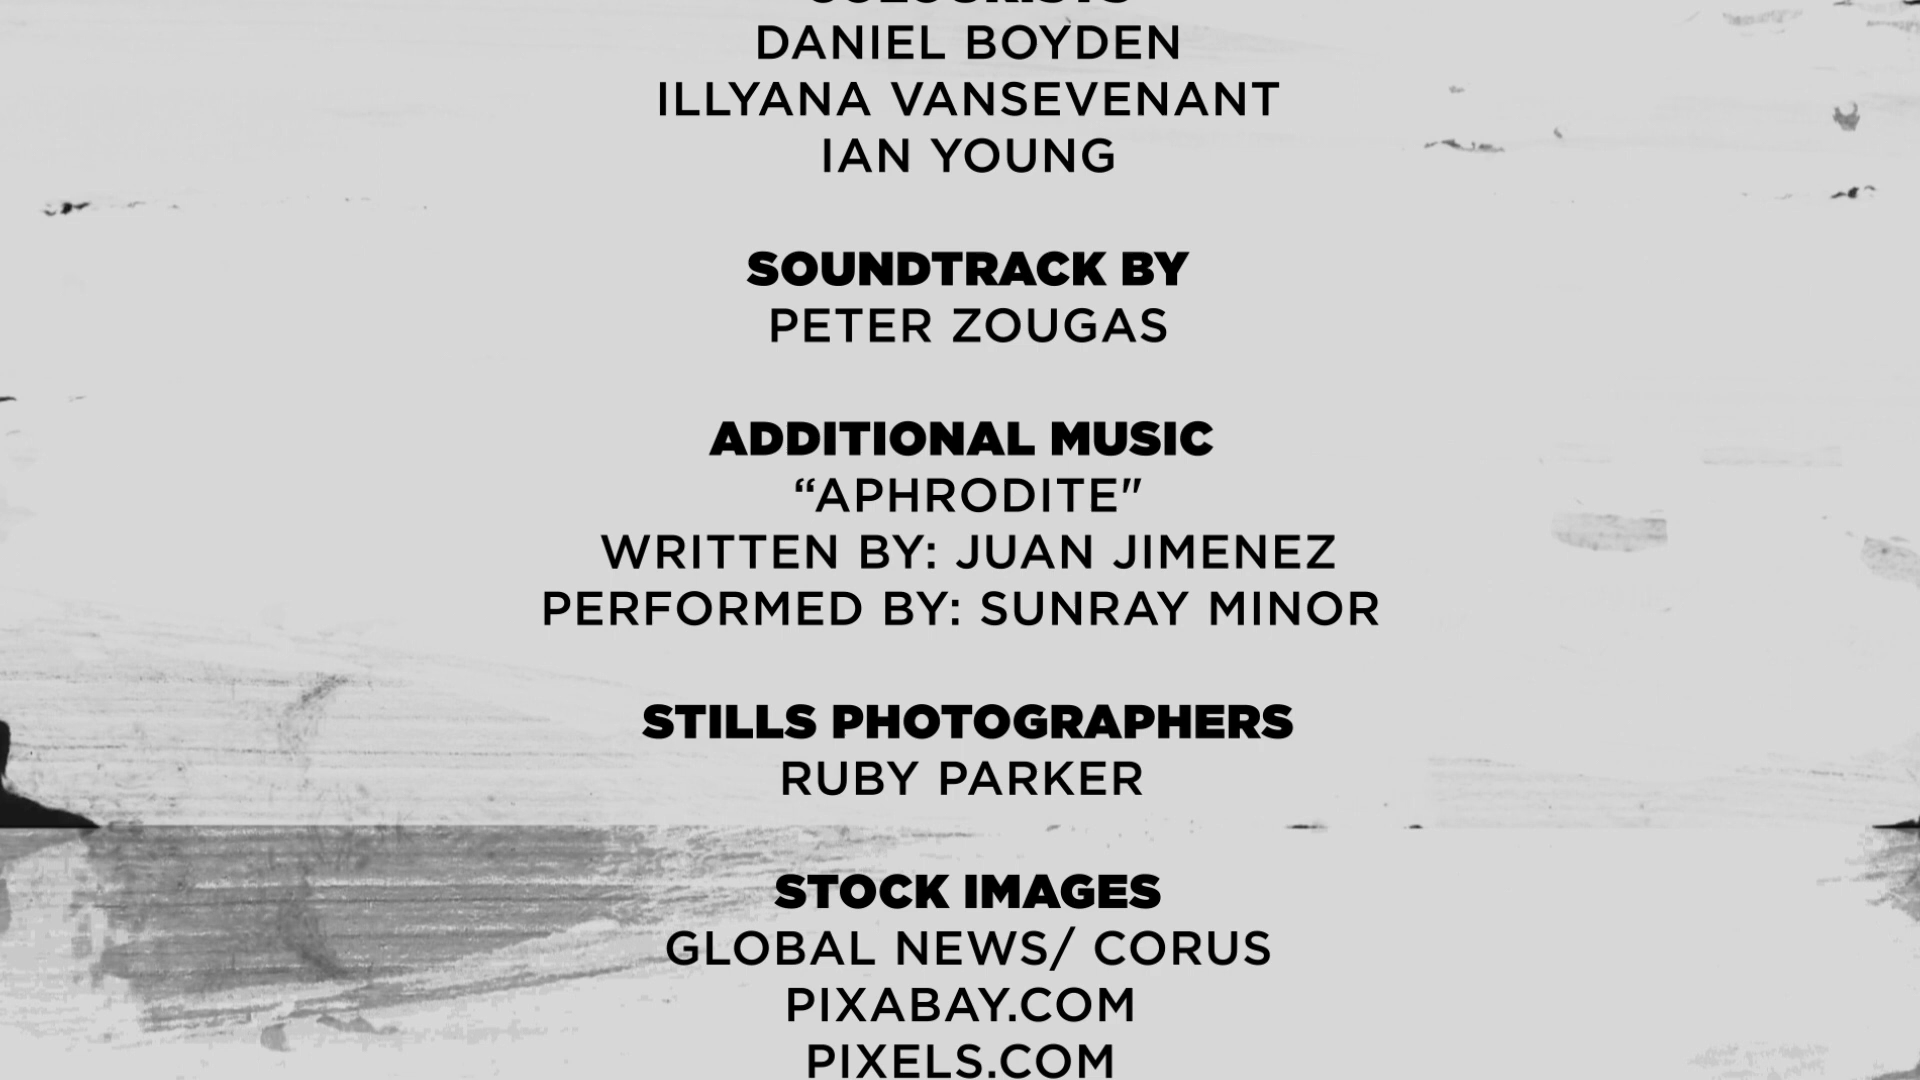 COLOURISTS
DANIEL BOYDEN
ILLYANA VANSEVENANT
IAN YOUNG
SOUNDTRACK BY
PETER ZOUGAS
ADDITIONAL MUSIC
“APHRODITE"
WRITTEN BY: JUAN JIMENEZ
PERFORMED BY: SUNRAY MINOR
STILLS PHOTOGRAPHERS
RUBY PARKER
STOCK IMAGES
GLOBAL NEWS/ CORUS
PIXABAY.COM
PIXELS.COM